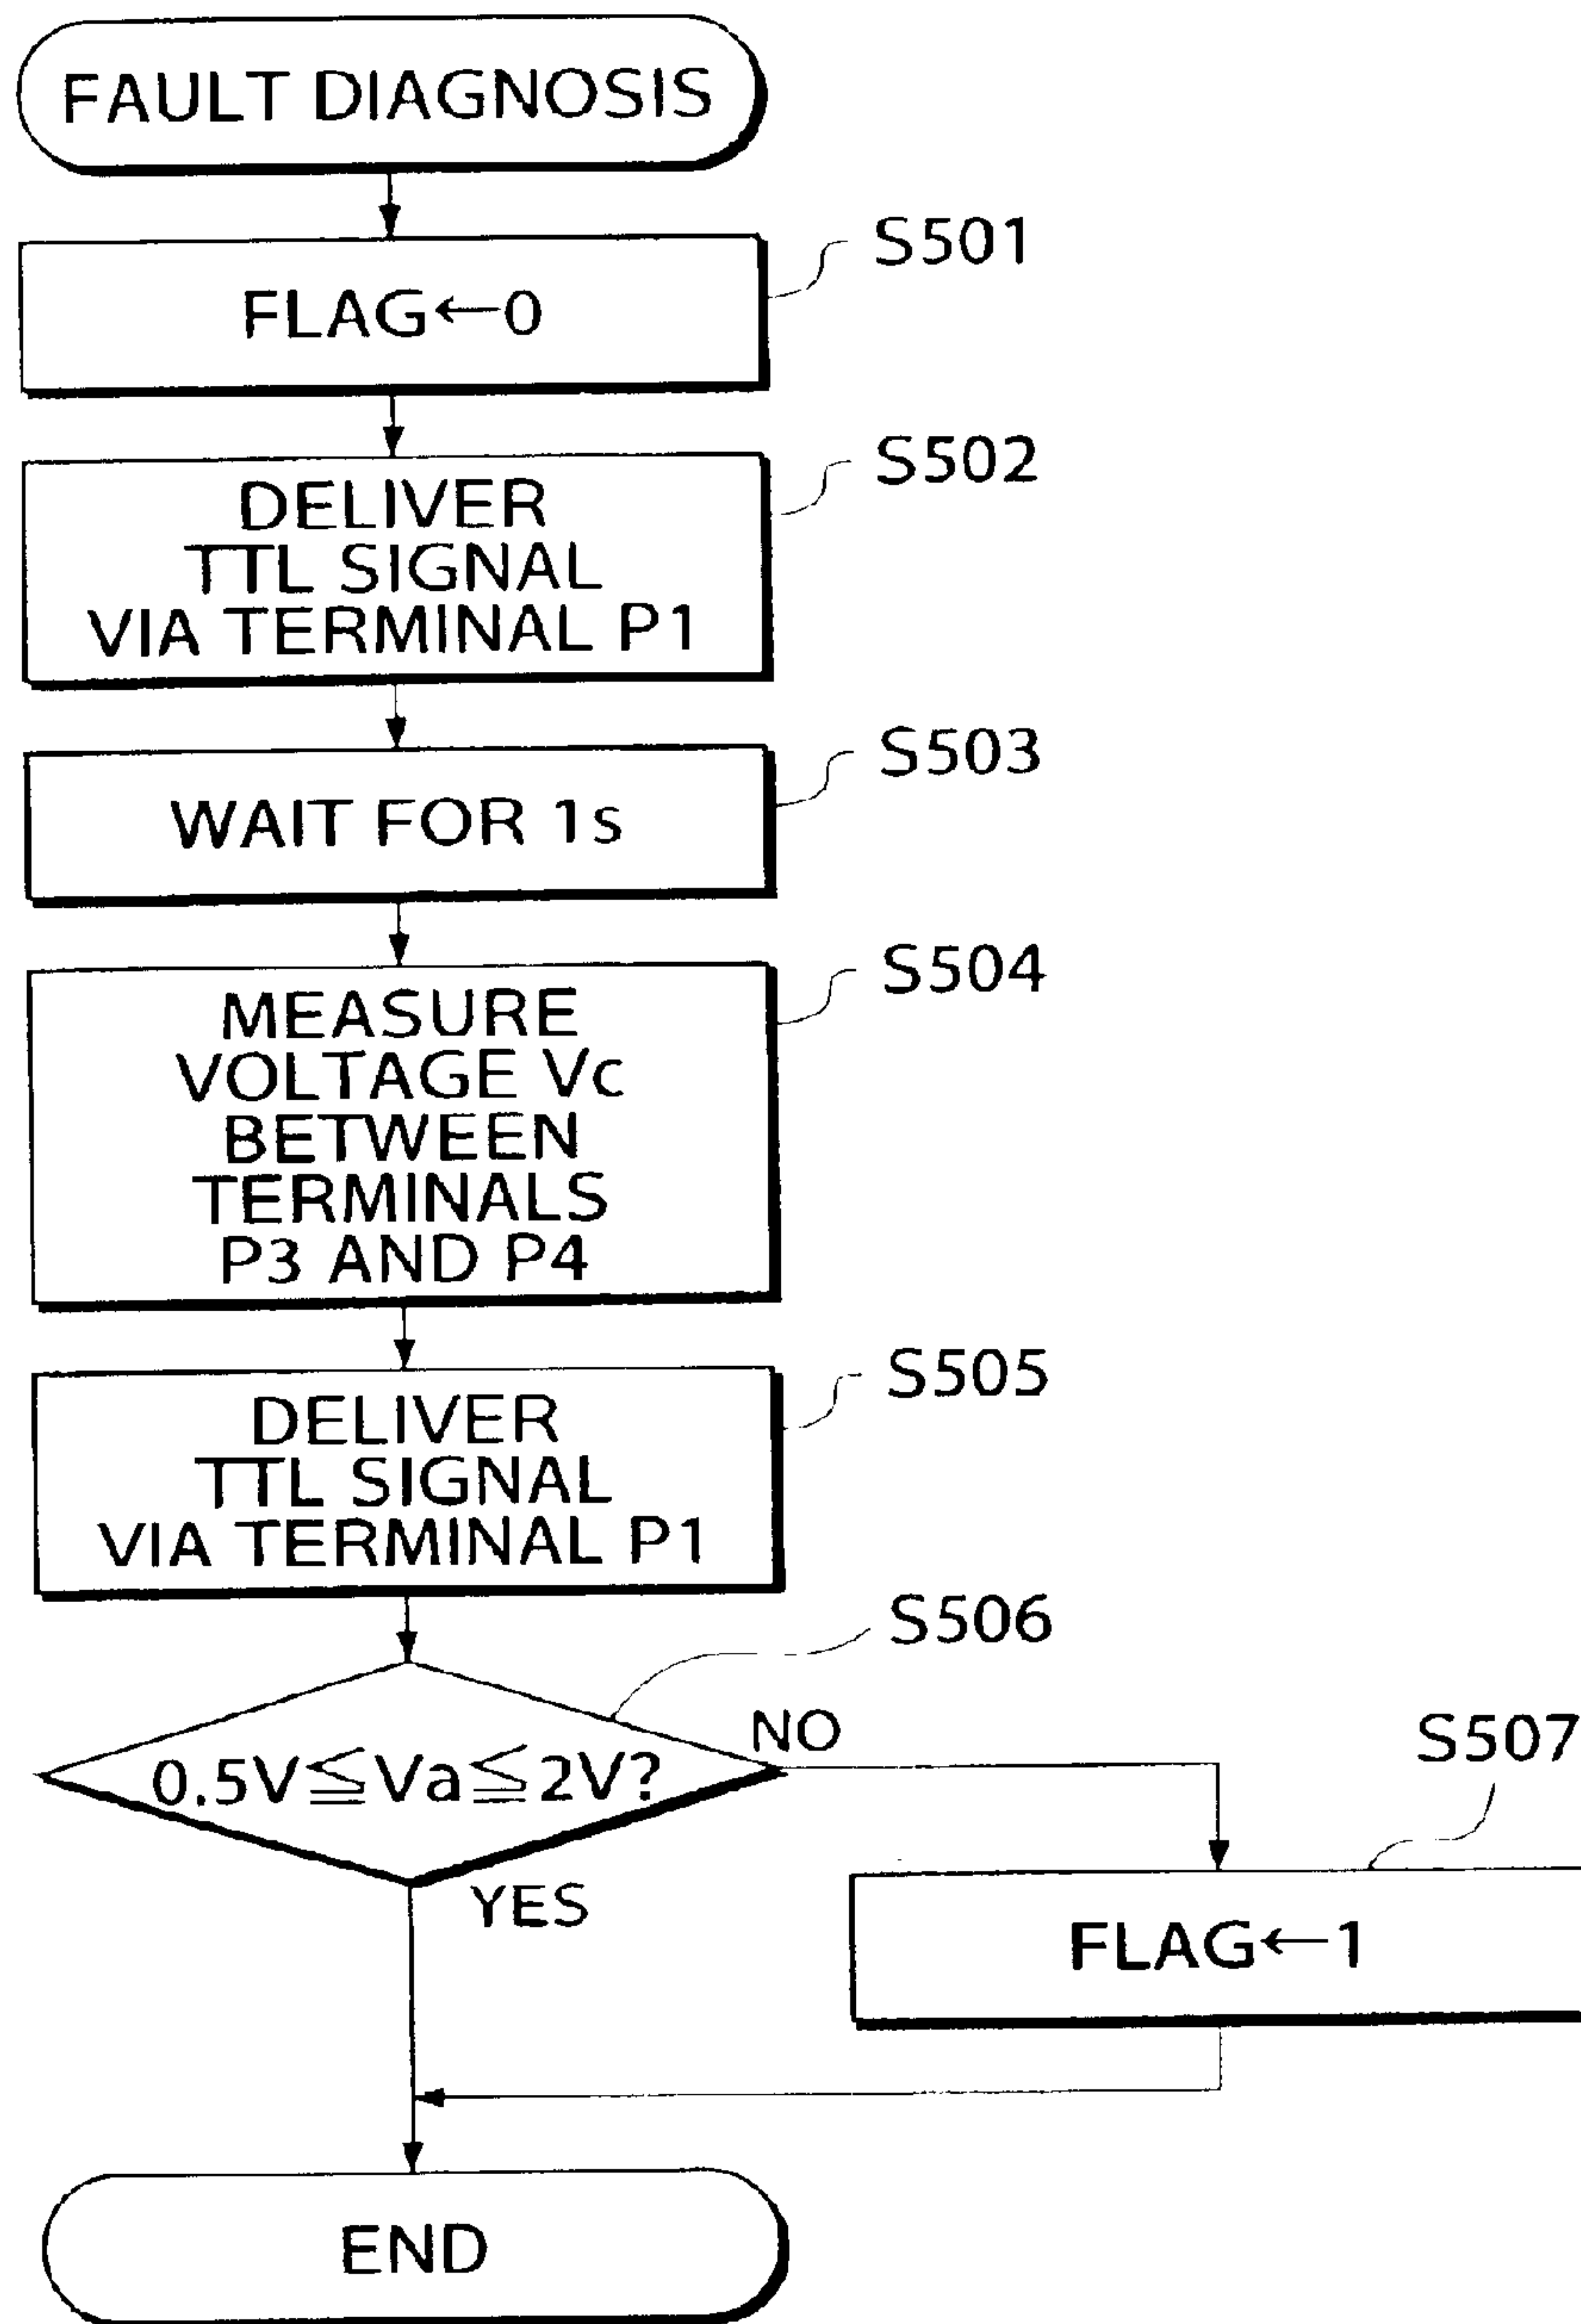 FAULT DIAGNOSIS
S501
FLAG←0
S502
DELIVER
TTL SIGNAL
VIA TERMINAL P1
S503
WAIT FOR 1s
S504
MEASURE
VOLTAGE Vc
BETWEEN
TERMINALS
P3 AND P4
S505
DELIVER
TTL SIGNAL
VIA TERMINAL P1
S506
0.5V≦Va≦2V?
NO
YES
S507
FLAG←1
END